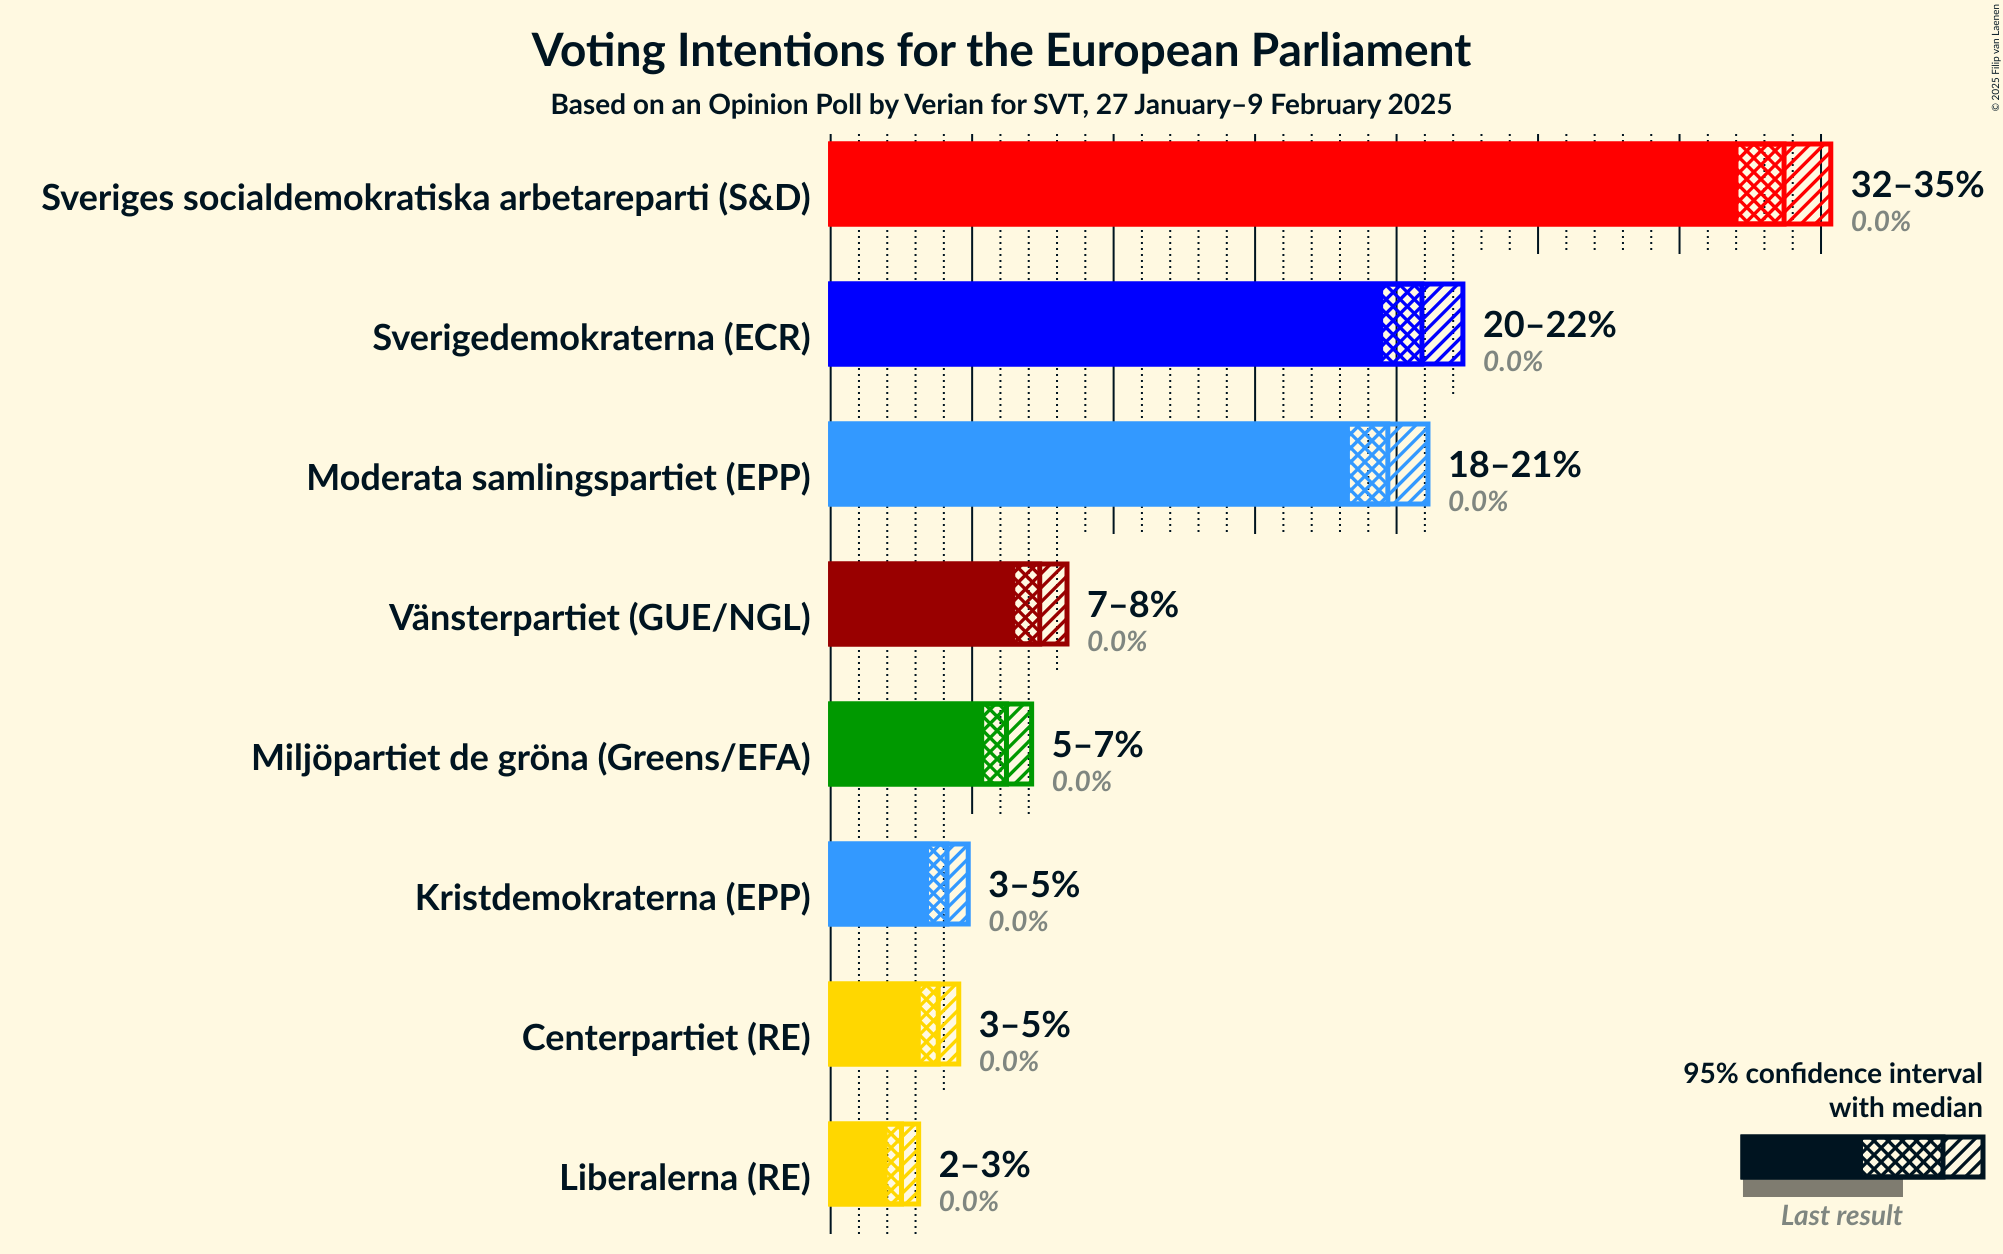 Voting Intentions for the European Parliament
Based on an Opinion Poll by Verian for SVT, 27 January–9 February 2025
© 2025 Filip van Laenen
Sveriges socialdemokratiska arbetareparti (S&D)
32–35%
0.0%
Sverigedemokraterna (ECR)
20–22%
0.0%
Moderata samlingspartiet (EPP)
18–21%
0.0%
Vänsterpartiet (GUE/NGL)
7–8%
0.0%
Miljöpartiet de gröna (Greens/EFA)
5–7%
0.0%
Kristdemokraterna (EPP)
3–5%
0.0%
Centerpartiet (RE)
3–5%
0.0%
Liberalerna (RE)
2–3%
0.0%
95% confidence interval
with median
Last result